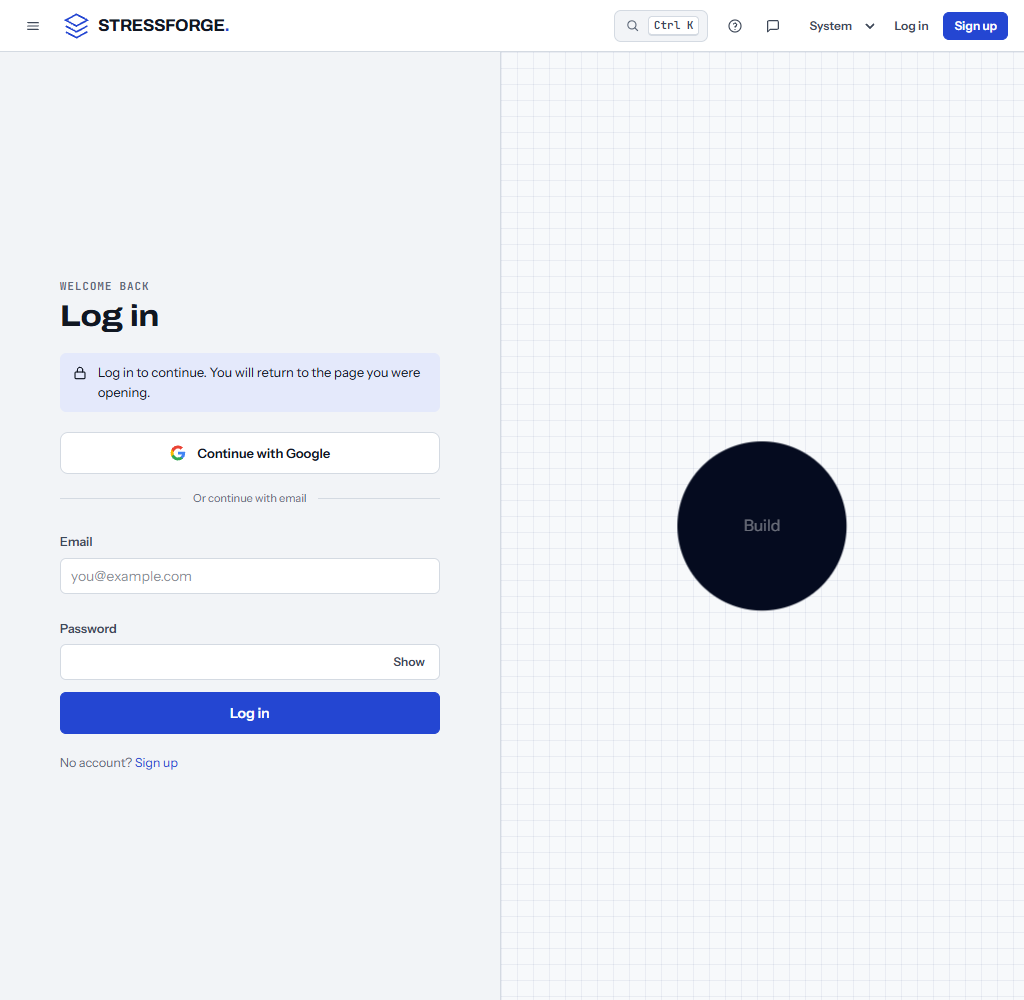 STRESSFORGE.
Ctrl K
System
Log in
Sign up
WELCOME BACK
Log in
Log in to continue. You will return to the page you were
opening.
Continue with Google
Or continue with email
Email
you@example.com
Password
Show
Log in
No account? Sign up
Build